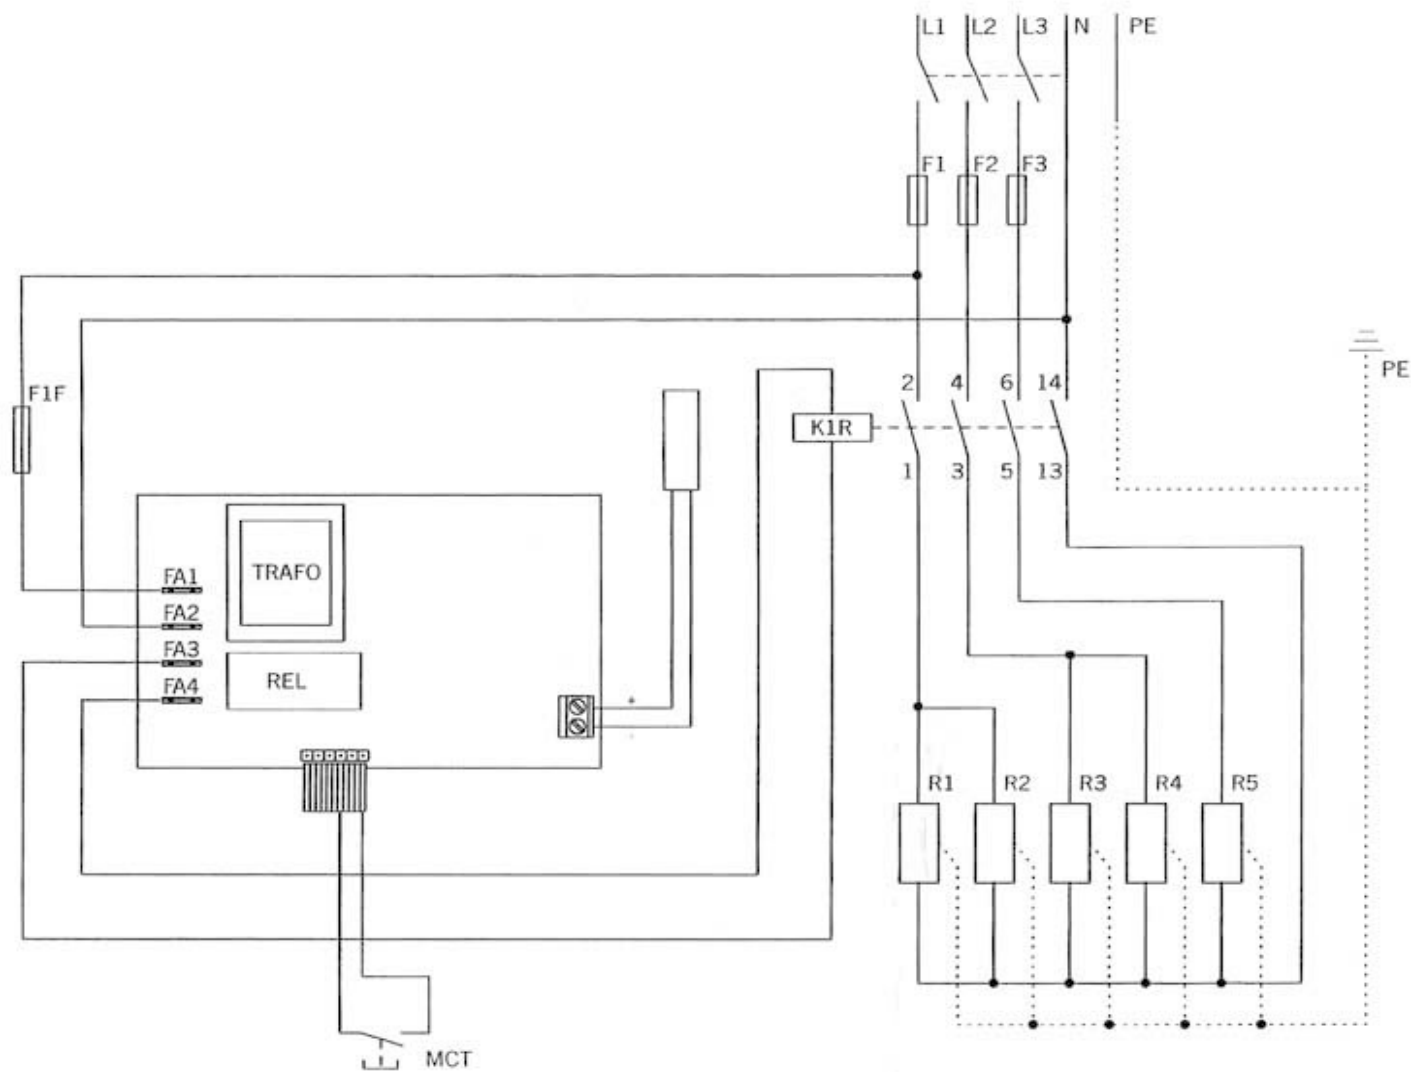 L1 L2 L3 N PE
F1 F2 F3
PE
2 4 6 14
F1F
K1R
1 3 5 13
TRAFO
FA1
FA2
FA3
REL
FA4
+
-
R1 R2 R3 R4 R5
MCT